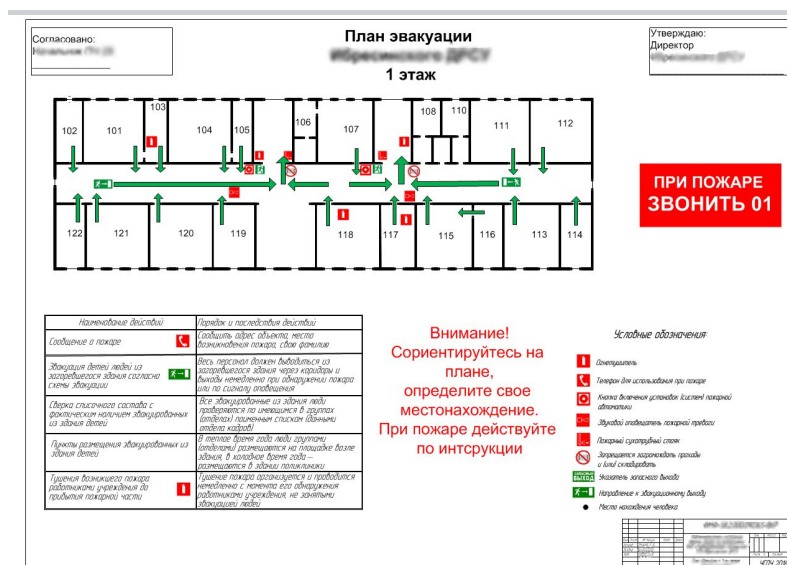 Согласовано:
План эвакуации
1 этаж
Утверждаю:
Директор
103
102
101
104
105
106
107
108
110
111
112
122
121
120
119
118
117
115
116
113
114
ПРИ ПОЖАРЕ
ЗВОНИТЬ 01
Наименование действий
Порядок и последствия действий
Сообщение о пожаре
Сообщить адрес объекта, место
возникновения пожара, свою фамилию
Эвакуация детей людей из
загоревшегося здания согласно
схемы эвакуации
Весь персонал должен выводиться из
загоревшегося здания через коридоры и
выходы немедленно при обнаружении пожара
или по сигналу оповещения
Сверка списочного состава с
фактическим наличием эвакуированных
из здания детей
Все эвакуированные из здания люди
проверяются по имеющимся в группах
(отделах) поименным спискам (данным
отдела кадров)
Пункты размещения эвакуированных из
здания детей
В теплое время года люди группами
(отделами) размещаются на площадке возле
здания, в холодное время года –
размещаются в здании поликлиники
Тушения возникшего пожара
работниками учреждения до
прибытия пожарной части
Тушение пожара организуется и проводится
немедленно с момента его обнаружения
работниками учреждения, не занятыми
эвакуацией людей
Внимание!
Сориентируйтесь на
плане,
определите свое
местонахождение.
При пожаре действуйте
по интсрукции
Условные обозначения:
Огнетушитель
Телефон для использования при пожаре
Кнопка включения установок (систем) пожарной
автоматики
Звуковой оповещатель пожарной тревоги
Пожарный сухотрубный стояк
Запрещается загромождать проходы
и (или) складировать
ВЫХОД
Указатель запасного выхода
Направление к эвакуационному выходу
Место нахождения человека